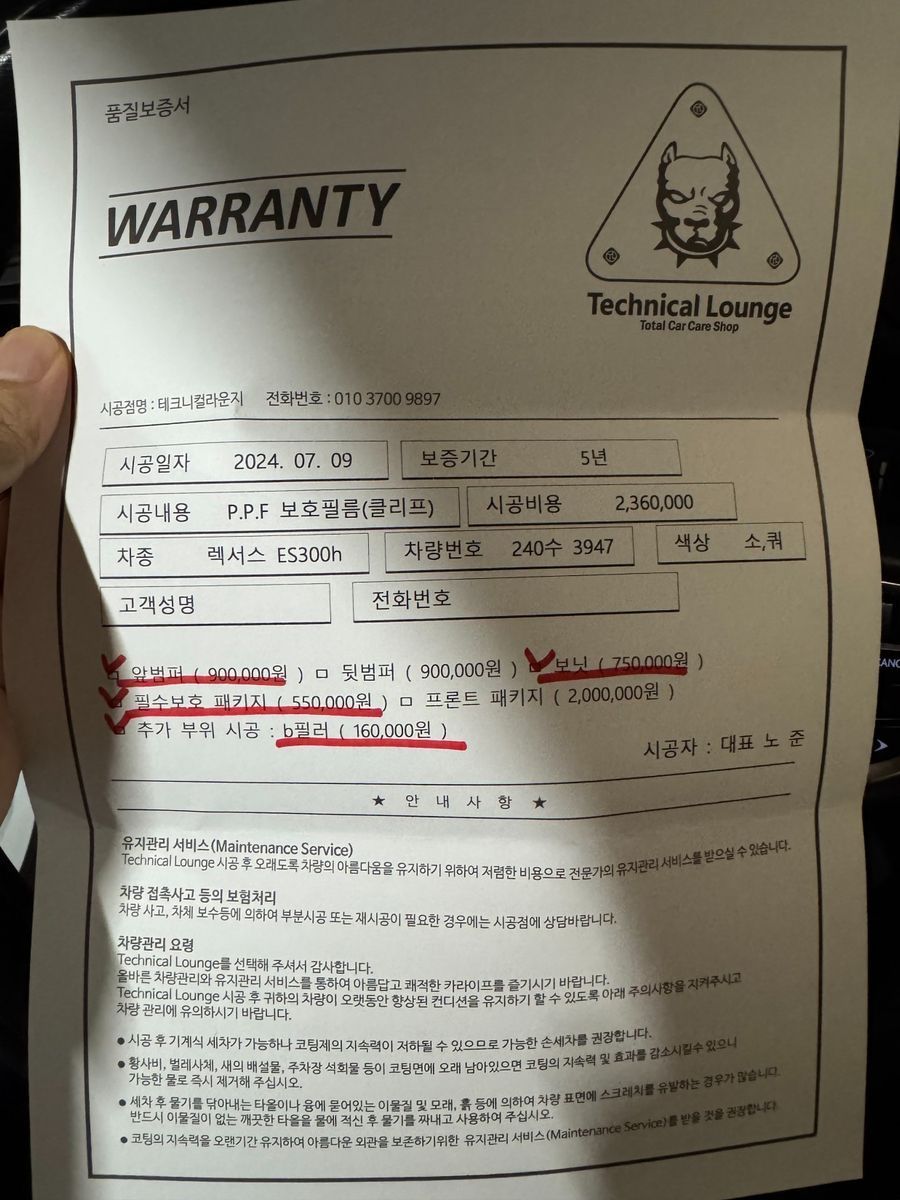 품질보증서
WARRANTY
Technical Lounge
Total Car Care Shop
시공점명 : 테크니컬라운지 전화번호 : 010 3700 9897
시공일자 2024. 07. 09 보증기간 5년
시공내용 P.P.F 보호필름(클리프) 시공비용 2,360,000
차종 렉서스 ES300h 차량번호 240수 3947 색상 소,쿼
고객성명 전화번호
앞범퍼 ( 900,000원 ) ㅁ 뒷범퍼 ( 900,000원 ) ㅁ 보닛 ( 750,000원 )
ㅁ 필수보호 패키지 ( 550,000원 ) ㅁ 프론트 패키지 ( 2,000,000원 )
ㅁ 추가 부위 시공 : b필러 ( 160,000원 )
시공자 : 대표 노 준
★ 안 내 사 항 ★
유지관리 서비스(Maintenance Service)
Technical Lounge 시공 후 오래도록 차량의 아름다움을 유지하기 위하여 저렴한 비용으로 전문가의 유지관리 서비스를 받으실 수 있습니다.
차량 접촉사고 등의 보험처리
차량 사고, 차체 보수등에 의하여 부분시공 또는 재시공이 필요한 경우에는 시공점에 상담바랍니다.
차량관리 요령
Technical Lounge를 선택해 주셔서 감사합니다.
올바른 차량관리와 유지관리 서비스를 통하여 아름답고 쾌적한 카라이프를 즐기시기 바랍니다.
Technical Lounge 시공 후 귀하의 차량이 오랫동안 향상된 컨디션을 유지하기 할 수 있도록 아래 주의사항을 지켜주시고
차량 관리에 유의하시기 바랍니다.
● 시공 후 기계식 세차가 가능하나 코팅제의 지속력이 저하될 수 있으므로 가능한 손세차를 권장합니다.
● 황사비, 벌레사체, 새의 배설물, 주차장 석회물 등이 코팅면에 오래 남아있으면 코팅의 지속력 및 효과를 감소시킬수 있으니
가능한 물로 즉시 제거해 주십시오.
● 세차 후 물기를 닦아내는 타올이나 융에 묻어있는 이물질 및 모래, 흙 등에 의하여 차량 표면에 스크레치를 유발하는 경우가 많습니다.
반드시 이물질이 없는 깨끗한 타올을 물에 적신 후 물기를 짜내고 사용하여 주십시오.
● 코팅의 지속력을 오랜기간 유지하여 아름다운 외관을 보존하기위한 유지관리 서비스(Maintenance Service)를 받을 것을 권장합니다.